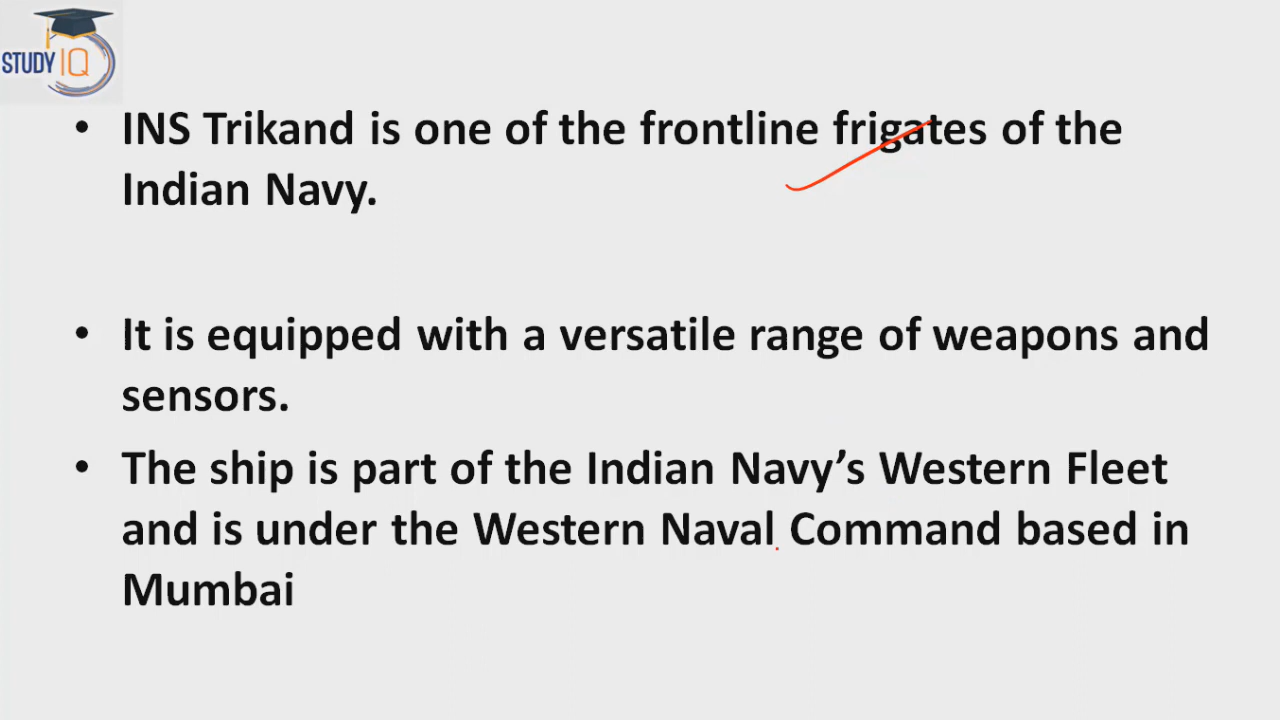 STUDY IQ
• INS Trikand is one of the frontline frigates of the
Indian Navy.
• It is equipped with a versatile range of weapons and
sensors.
• The ship is part of the Indian Navy’s Western Fleet
and is under the Western Naval Command based in
Mumbai